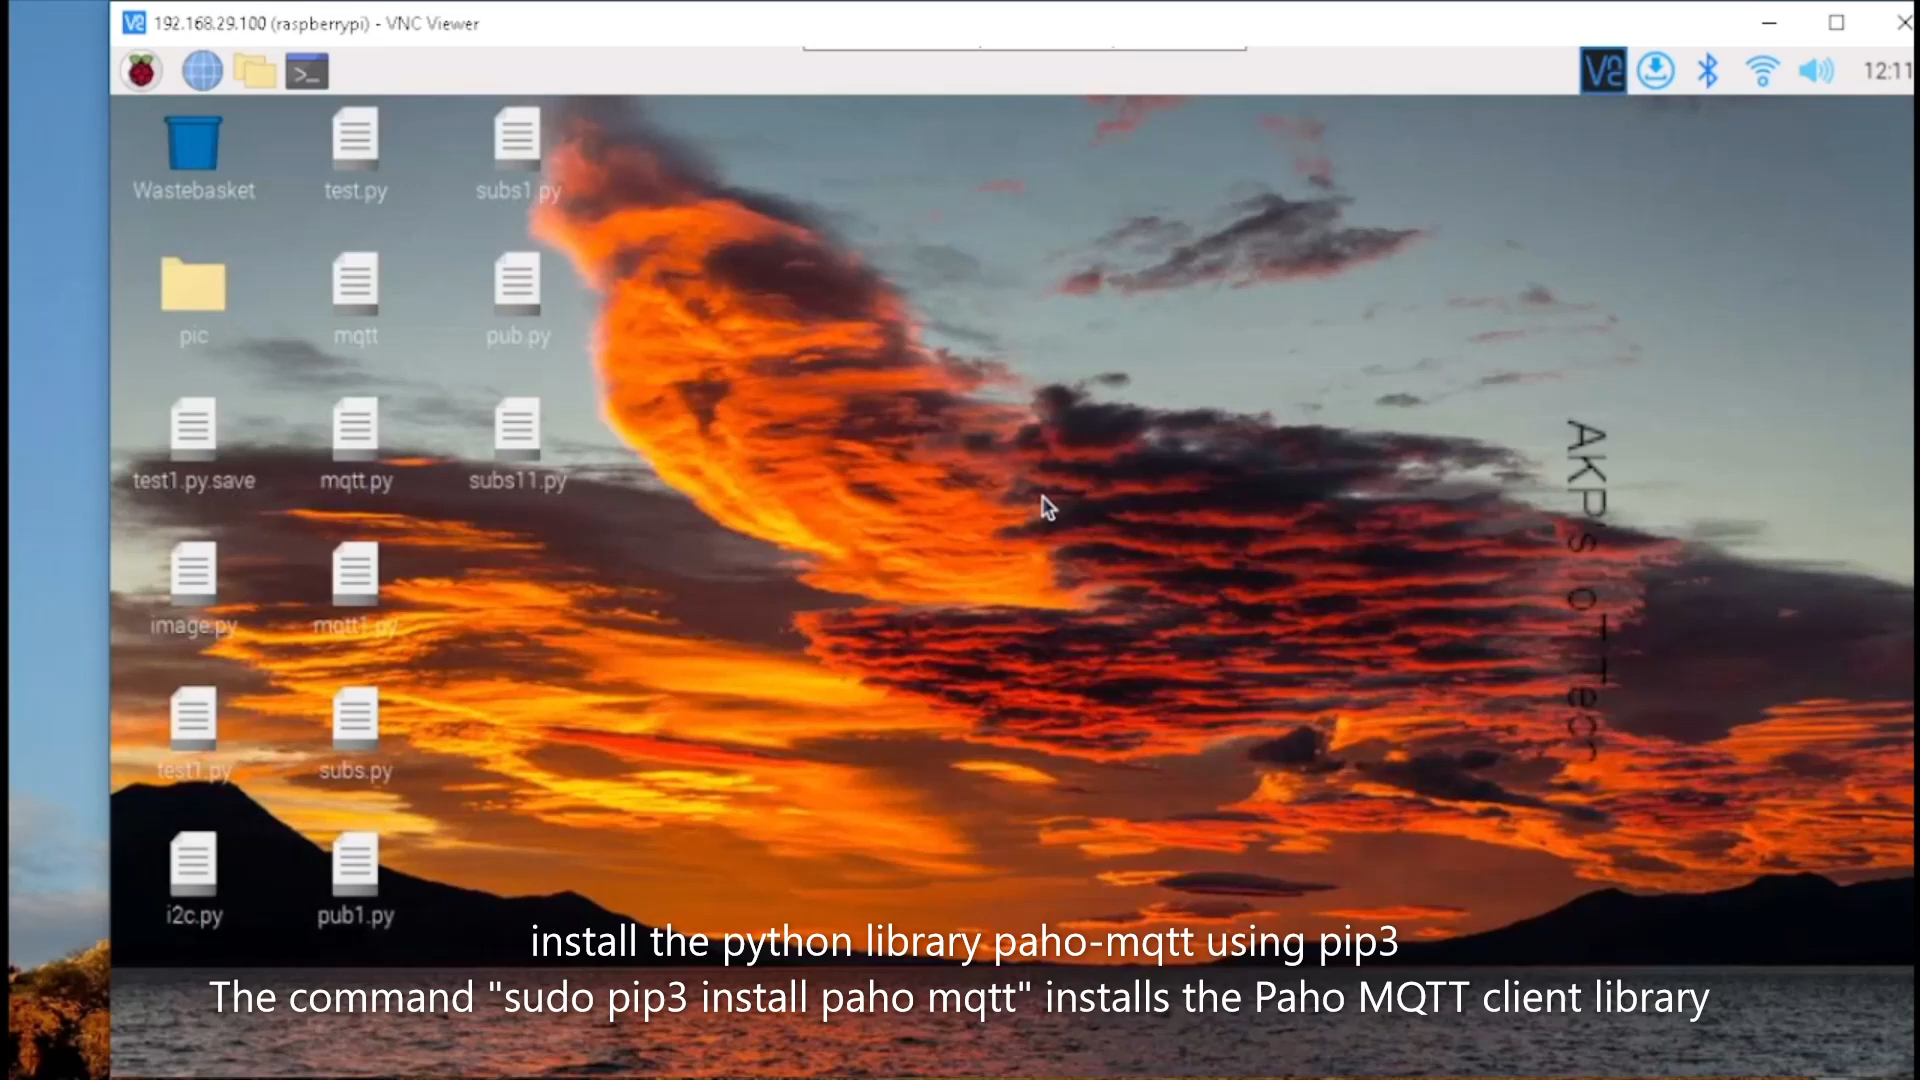 192.168.29.100 (raspberrypi) - VNC Viewer
12:11
Wastebasket
test.py
subs1.py
pic
mqtt
pub.py
test1.py.save
mqtt.py
subs11.py
image.py
mqtt1.py
test1.py
subs.py
i2c.py
pub1.py
AKP's IoT Tech
install the python library paho-mqtt using pip3
The command "sudo pip3 install paho mqtt" installs the Paho MQTT client library